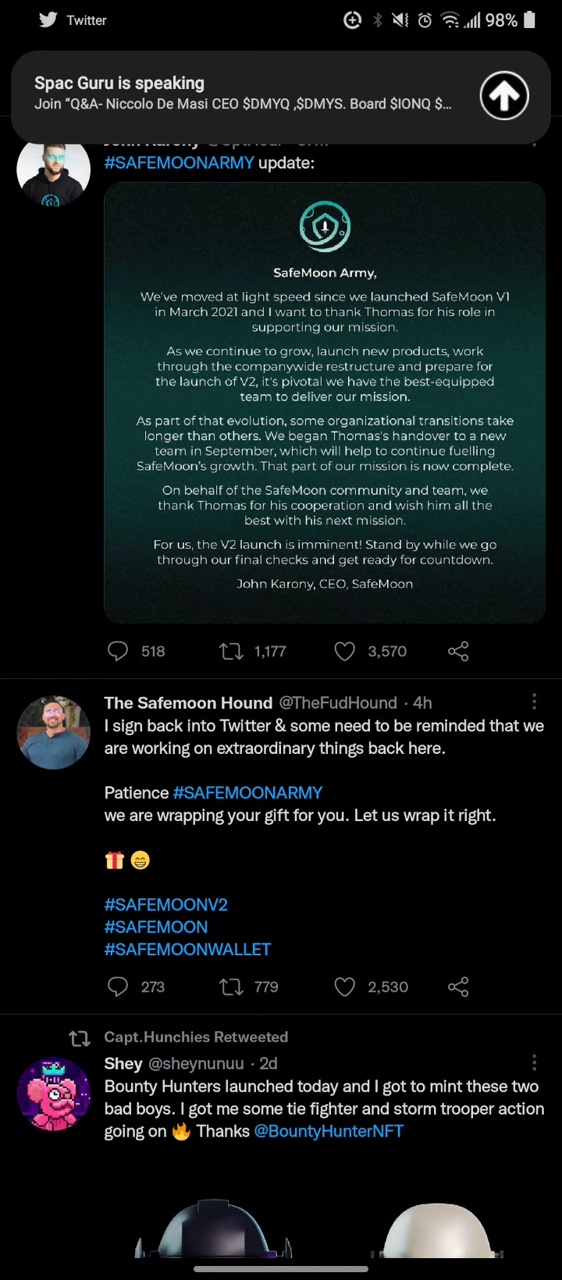 Twitter
98%
Spac Guru is speaking
Join “Q&A- Niccolo De Masi CEO $DMYQ ,$DMYS. Board $IONQ $...
#SAFEMOONARMY update:
SafeMoon Army,
We've moved at light speed since we launched SafeMoon V1
in March 2021 and I want to thank Thomas for his role in
supporting our mission.
As we continue to grow, launch new products, work
through the companywide restructure and prepare for
the launch of V2, it's pivotal we have the best-equipped
team to deliver our mission.
As part of that evolution, some organizational transitions take
longer than others. We began Thomas's handover to a new
team in September, which will help to continue fuelling
SafeMoon's growth. That part of our mission is now complete.
On behalf of the SafeMoon community and team, we
thank Thomas for his cooperation and wish him all the
best with his next mission.
For us, the V2 launch is imminent! Stand by while we go
through our final checks and get ready for countdown.
John Karony, CEO, SafeMoon
518 1,177 3,570
The Safemoon Hound @TheFudHound · 4h
I sign back into Twitter & some need to be reminded that we
are working on extraordinary things back here.
Patience #SAFEMOONARMY
we are wrapping your gift for you. Let us wrap it right.
🎁 😁
#SAFEMOONV2
#SAFEMOON
#SAFEMOONWALLET
273 779 2,530
Capt.Hunchies Retweeted
Shey @sheynunuu · 2d
Bounty Hunters launched today and I got to mint these two
bad boys. I got me some tie fighter and storm trooper action
going on 🔥 Thanks @BountyHunterNFT